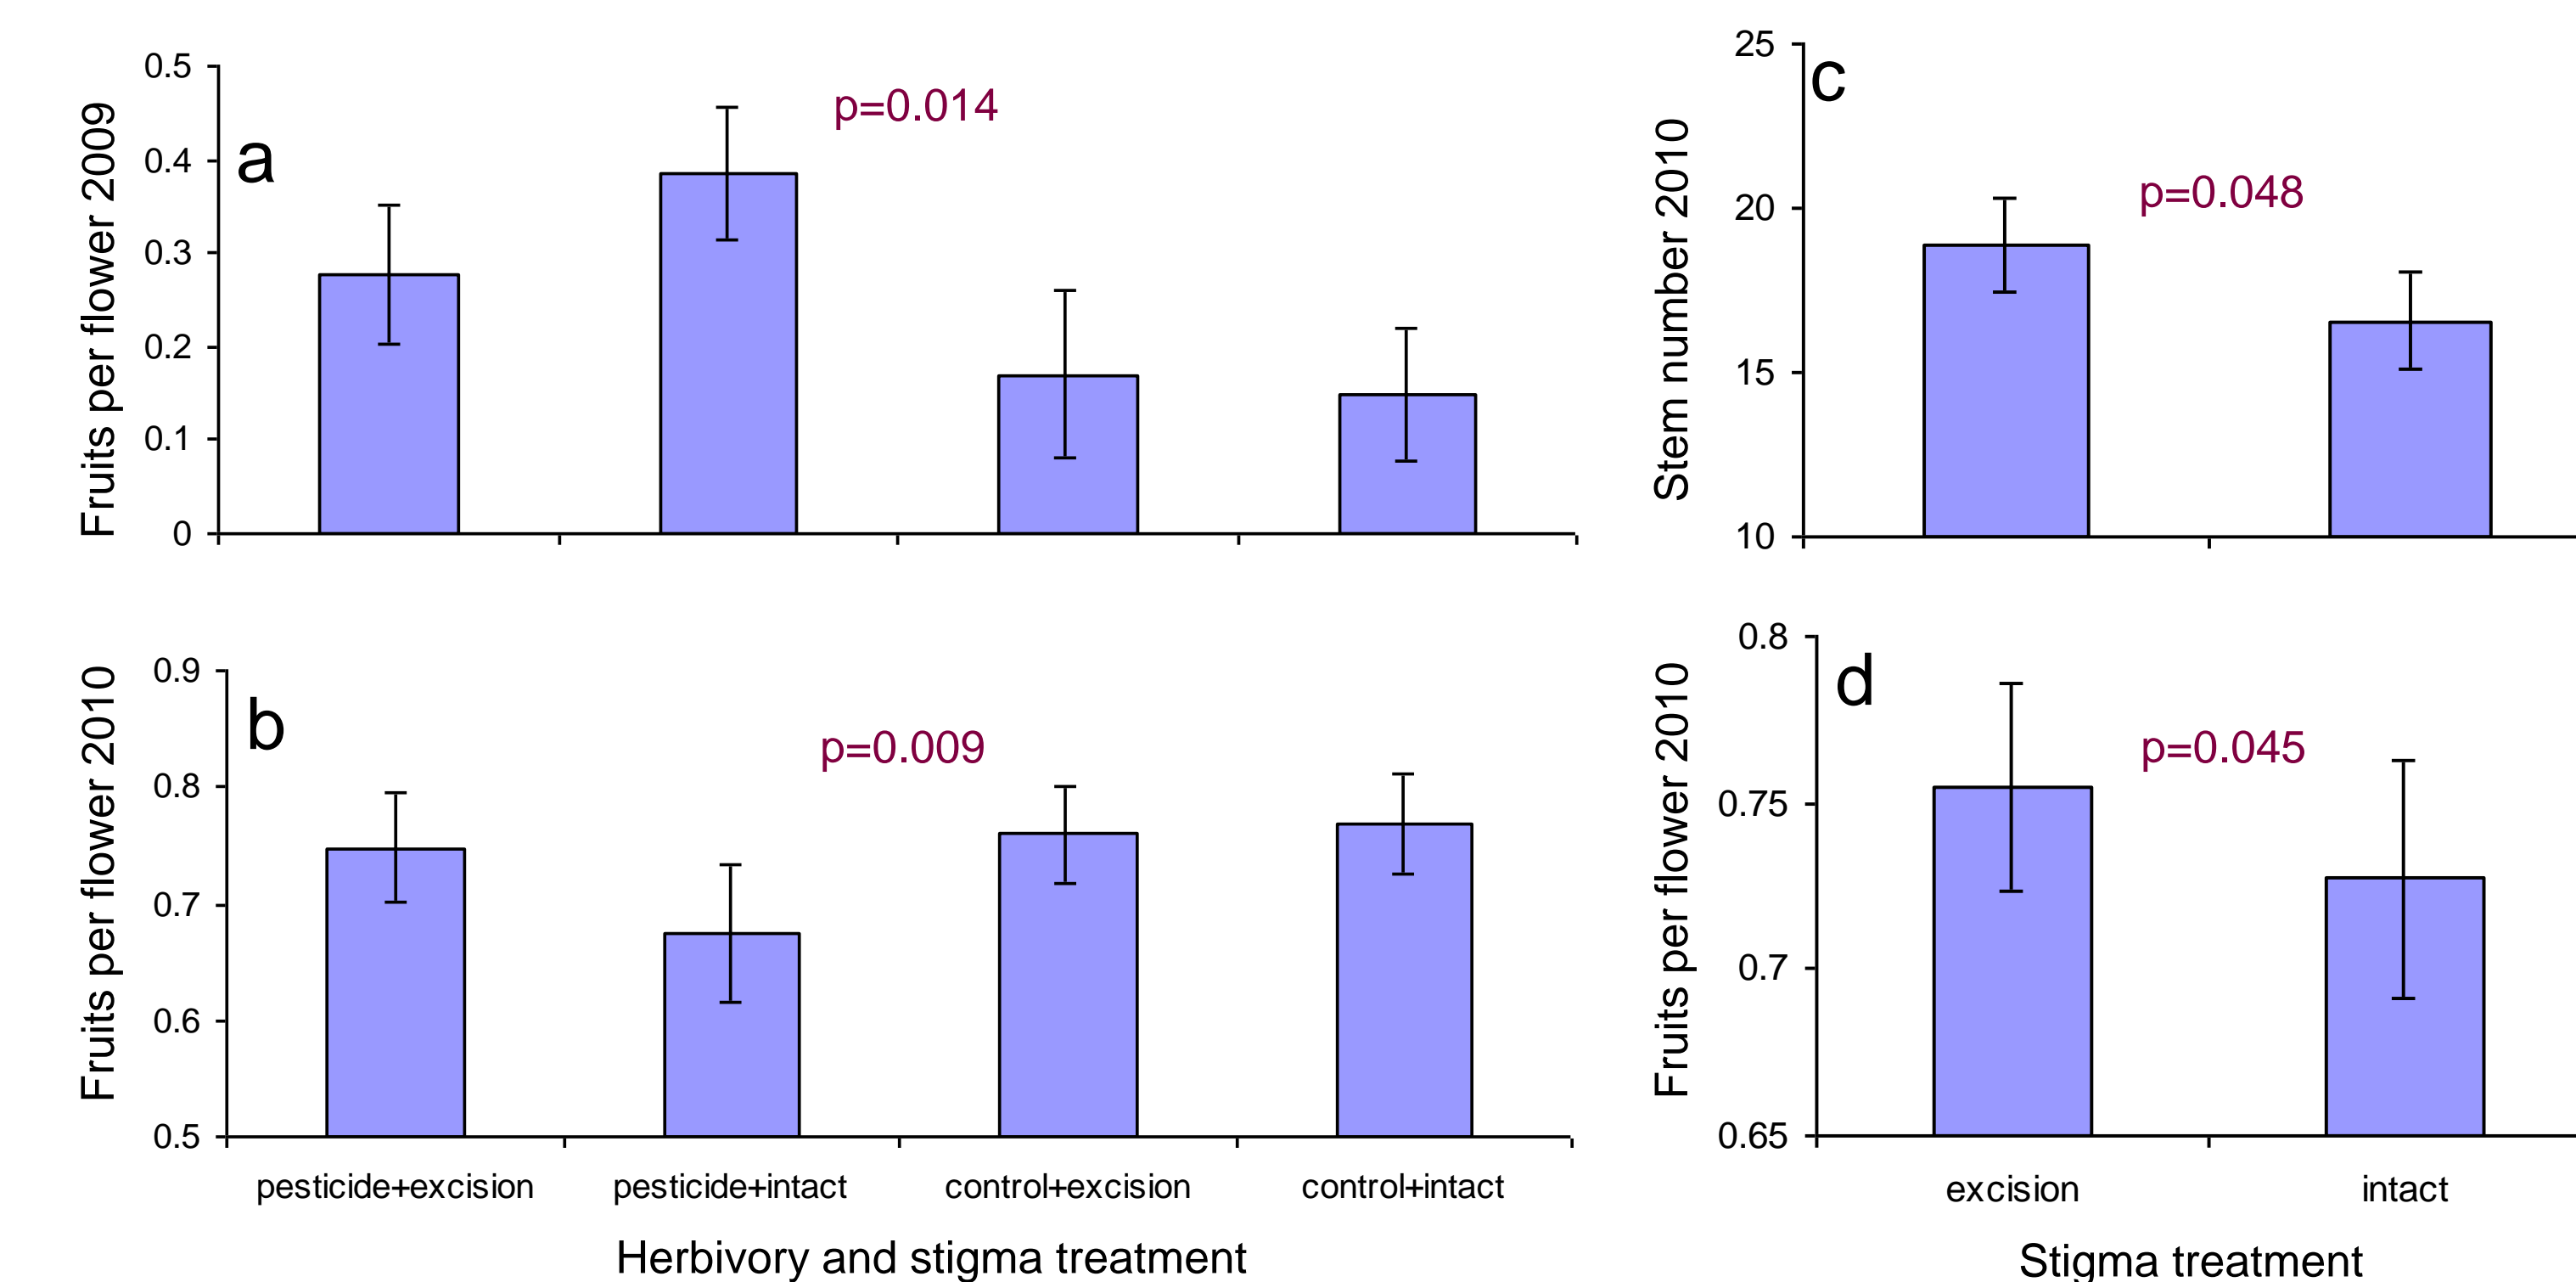 Fruits per flower 2009
0.5
0.4
0.3
0.2
0.1
0
a
p=0.014
Stem number 2010
25
20
15
10
c
p=0.048
Fruits per flower 2010
0.9
0.8
0.7
0.6
0.5
b
p=0.009
pesticide+excision
pesticide+intact
control+excision
control+intact
Herbivory and stigma treatment
Fruits per flower 2010
0.8
0.75
0.7
0.65
d
p=0.045
excision
intact
Stigma treatment